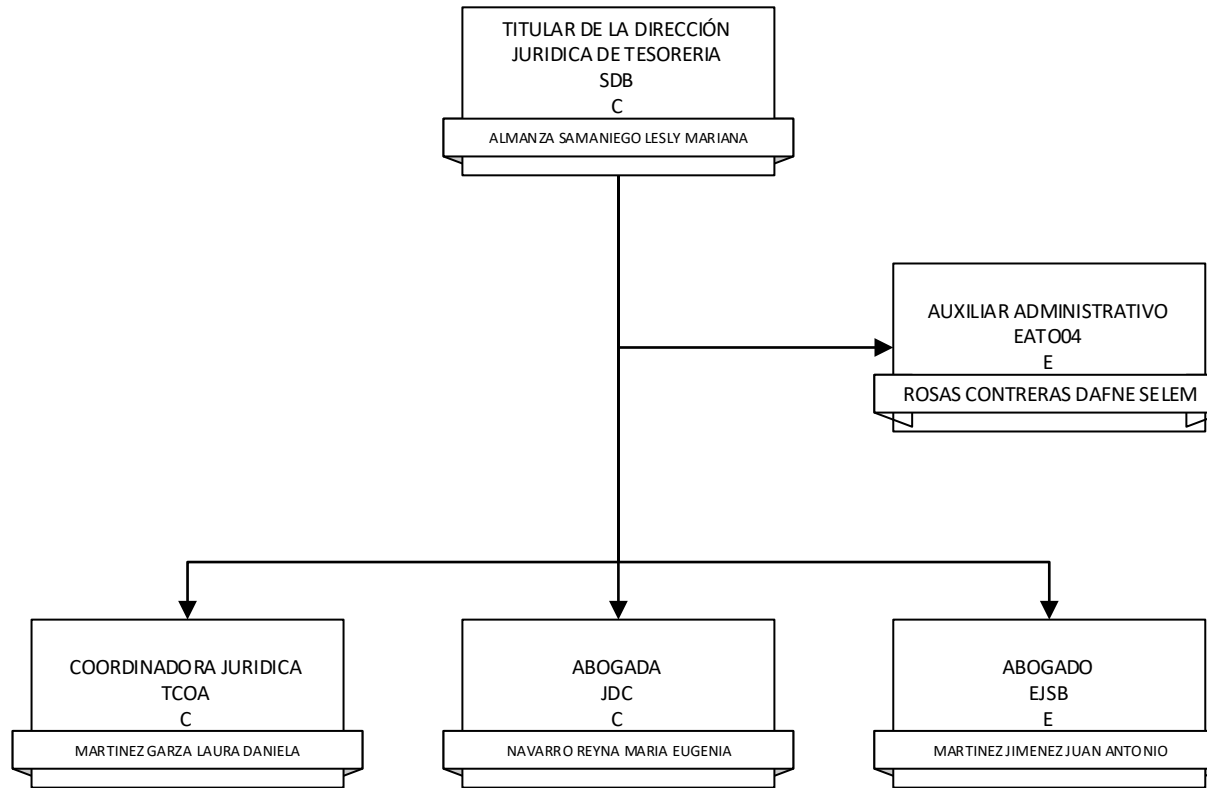 TITULAR DE LA DIRECCIÓN
JURIDICA DE TESORERIA
SDB
C
ALMANZA SAMANIEGO LESLY MARIANA
AUXILIAR ADMINISTRATIVO
EATO04
E
ROSAS CONTRERAS DAFNE SELEM
COORDINADORA JURIDICA
TCOA
C
MARTINEZ GARZA LAURA DANIELA
ABOGADA
JDC
C
NAVARRO REYNA MARIA EUGENIA
ABOGADO
EJSB
E
MARTINEZ JIMENEZ JUAN ANTONIO